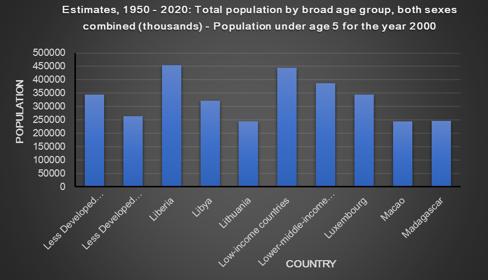 Estimates, 1950 - 2020: Total population by broad age group, both sexes
combined (thousands) - Population under age 5 for the year 2000
POPULATION
500000
450000
400000
350000
300000
250000
200000
150000
100000
50000
0
Less Developed...
Less Developed...
Liberia
Libya
Lithuania
Low-income countries
Lower-middle-income...
Luxembourg
Macao
Madagascar
COUNTRY